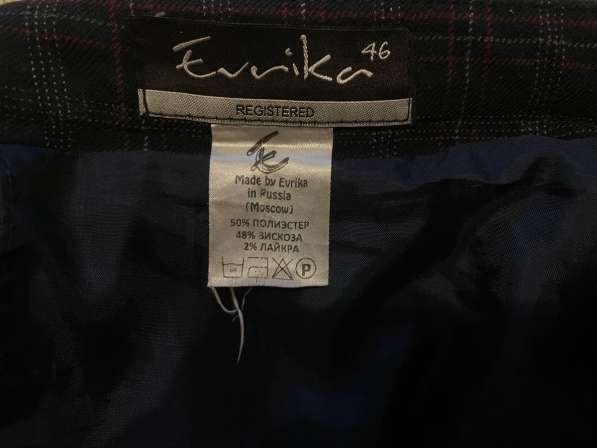 Evrika 46
REGISTERED
Made by Evrika
in Russia
(Moscow)
50% ПОЛИЭСТЕР
48% ВИСКОЗА
2% ЛАЙКРА
P